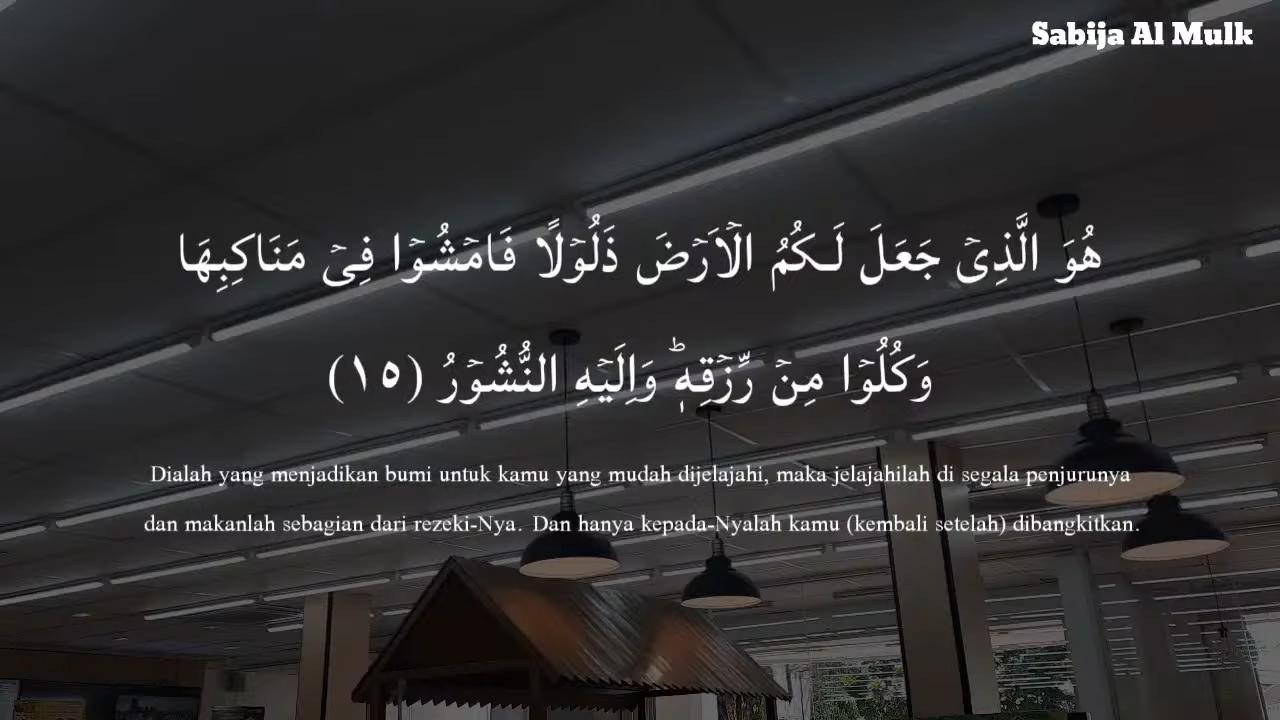 Sabija Al Mulk
هُوَ الَّذِيْ جَعَلَ لَـكُمُ الْاَرْضَ ذَلُوْلًا فَامْشُوْا فِيْ مَنَاكِبِهَا
وَكُلُوْا مِنْ رِّزْقِهٖؕ وَاِلَيْهِ النُّشُوْرُ (١٥)
Dialah yang menjadikan bumi untuk kamu yang mudah dijelajahi, maka jelajahilah di segala penjurunya
dan makanlah sebagian dari rezeki-Nya. Dan hanya kepada-Nyalah kamu (kembali setelah) dibangkitkan.